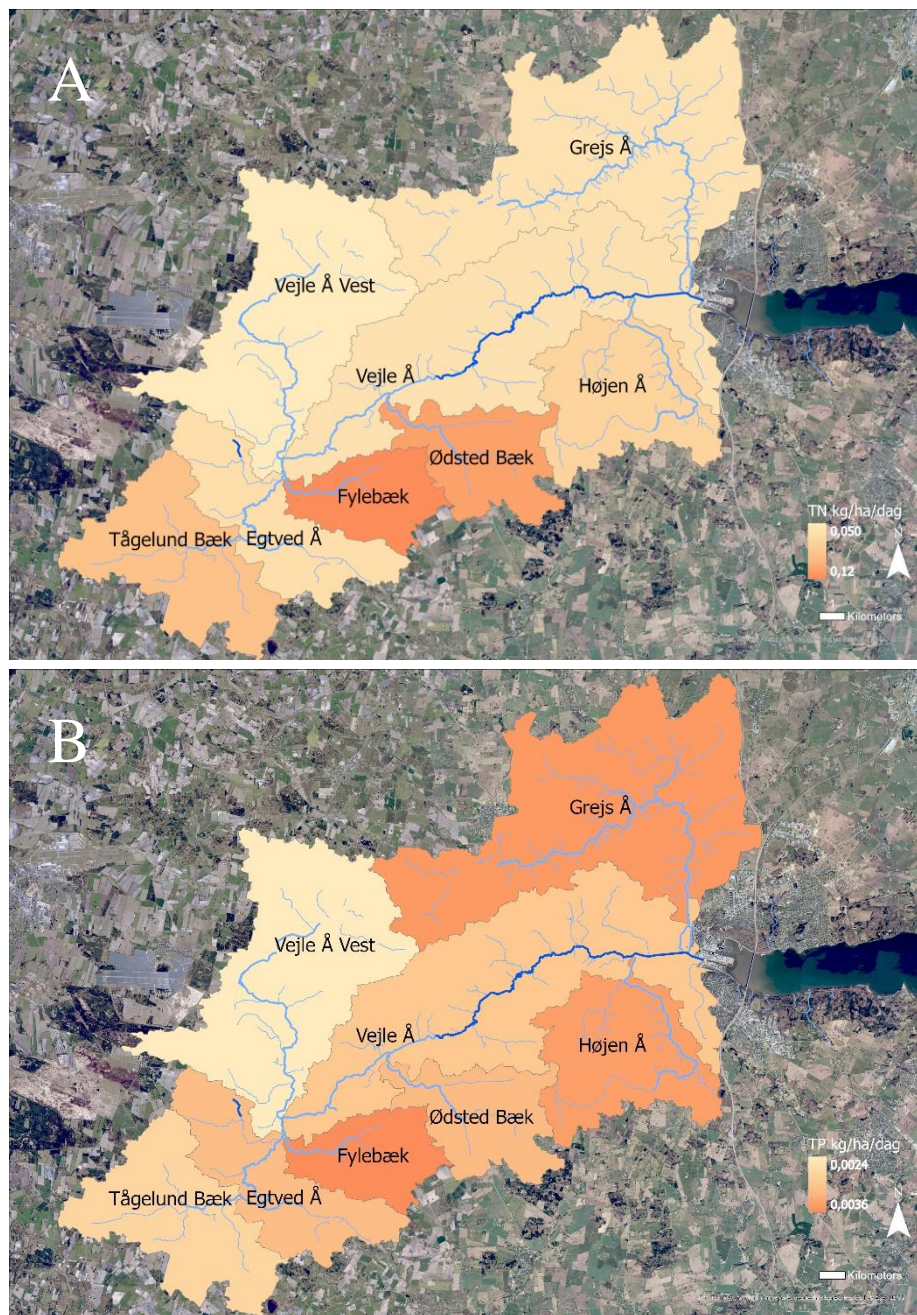 A
Grejs Å
Vejle Å Vest
Vejle Å
Højen Å
Ødsted Bæk
Fylebæk
Tågelund Bæk
Egtved Å
TN kg/ha/dag
0,050
0,12
N
Kilometers
B
Grejs Å
Vejle Å Vest
Vejle Å
Højen Å
Ødsted Bæk
Fylebæk
Tågelund Bæk
Egtved Å
TP kg/ha/dag
0,0024
0,0036
N
1
Kilometers